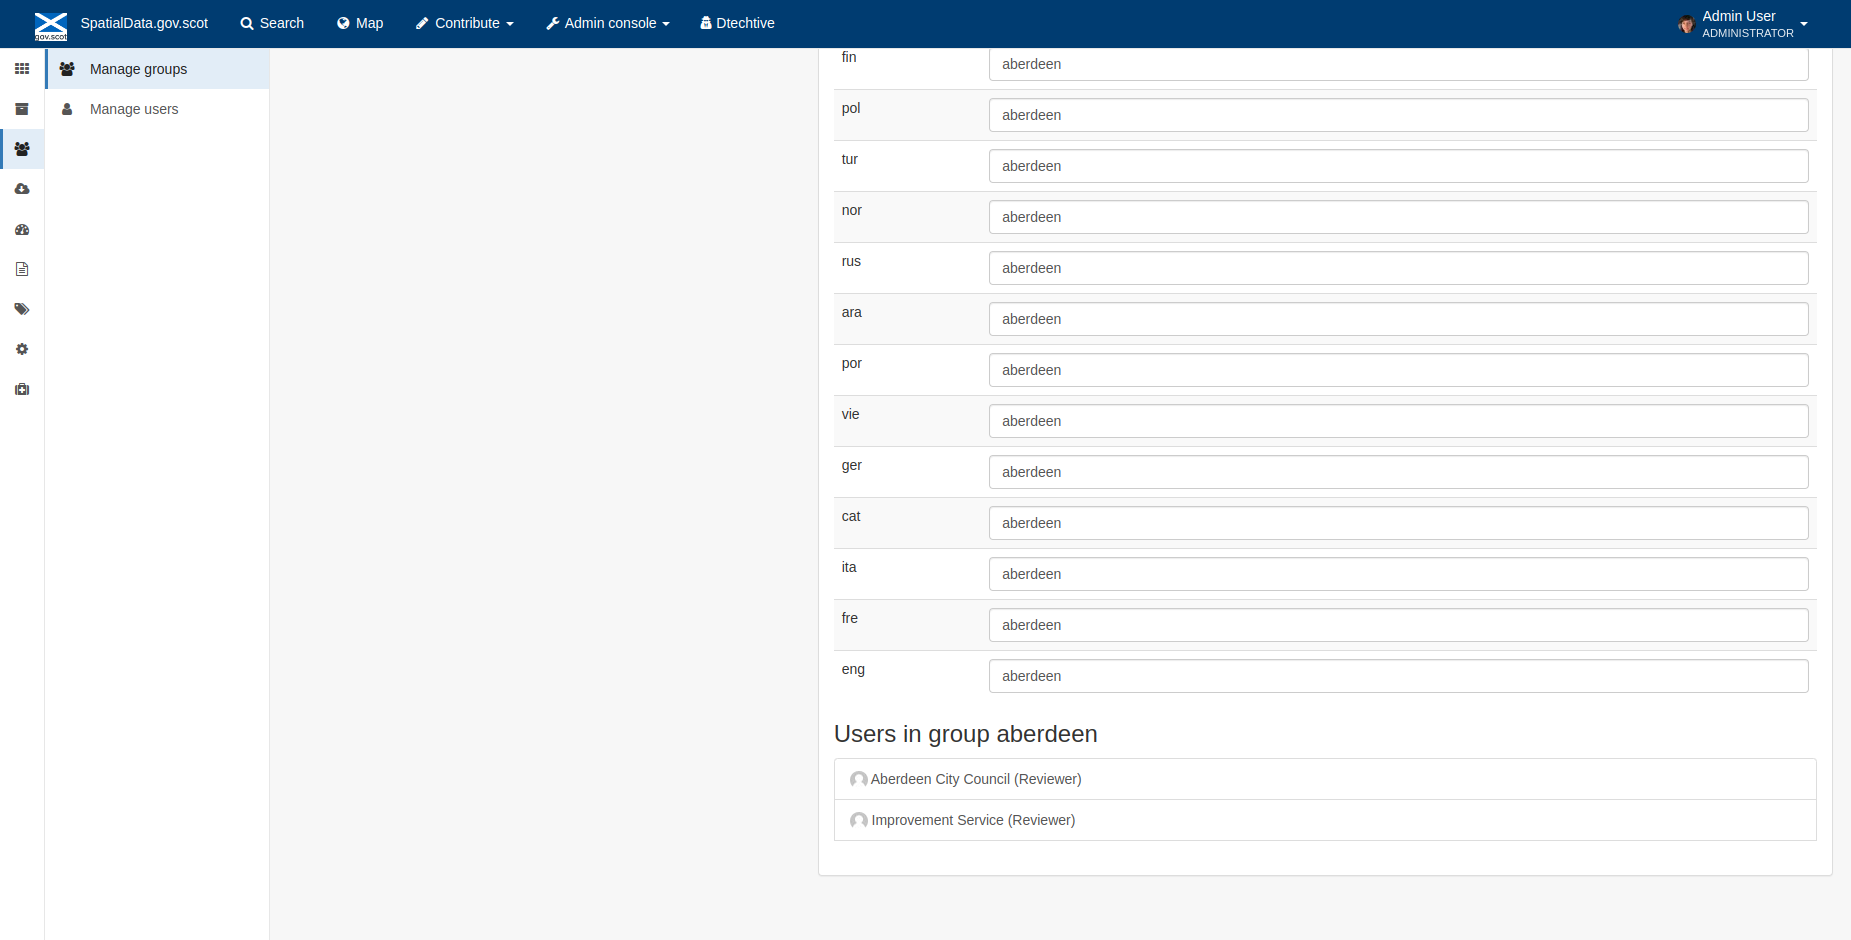 gov.scot
SpatialData.gov.scot
Search
Map
Contribute
Admin console
Dtechtive
Admin User
ADMINISTRATOR
Manage groups
Manage users
fin aberdeen
pol aberdeen
tur aberdeen
nor aberdeen
rus aberdeen
ara aberdeen
por aberdeen
vie aberdeen
ger aberdeen
cat aberdeen
ita aberdeen
fre aberdeen
eng aberdeen
Users in group aberdeen
Aberdeen City Council (Reviewer)
Improvement Service (Reviewer)